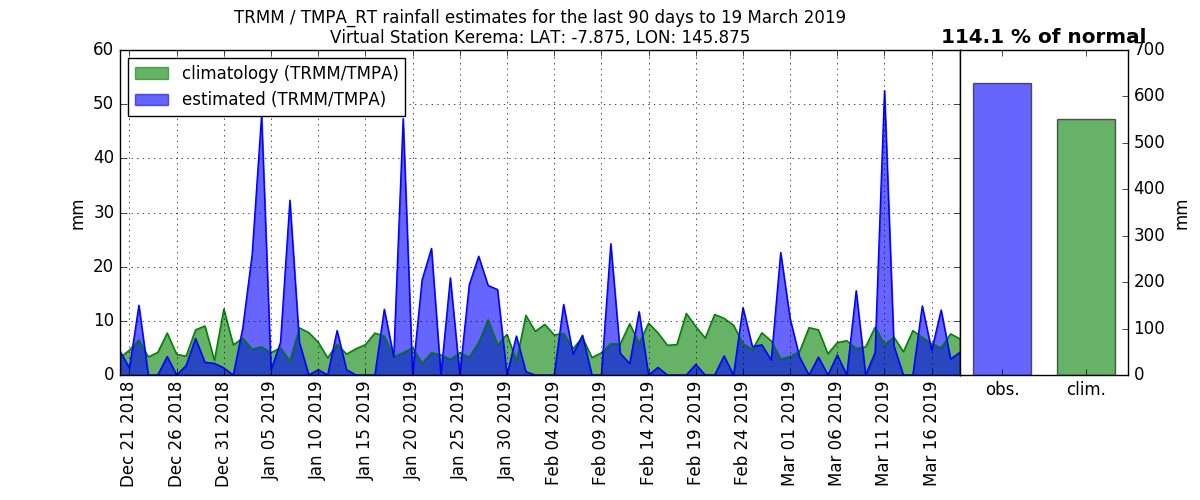 TRMM / TMPA_RT rainfall estimates for the last 90 days to 19 March 2019
Virtual Station Kerema: LAT: -7.875, LON: 145.875
114.1 % of normal
climatology (TRMM/TMPA)
estimated (TRMM/TMPA)
mm
60
50
40
30
20
10
0
Dec 21 2018
Dec 26 2018
Dec 31 2018
Jan 05 2019
Jan 10 2019
Jan 15 2019
Jan 20 2019
Jan 25 2019
Jan 30 2019
Feb 04 2019
Feb 09 2019
Feb 14 2019
Feb 19 2019
Feb 24 2019
Mar 01 2019
Mar 06 2019
Mar 11 2019
Mar 16 2019
700
600
500
400
300
200
100
0
mm
obs.
clim.